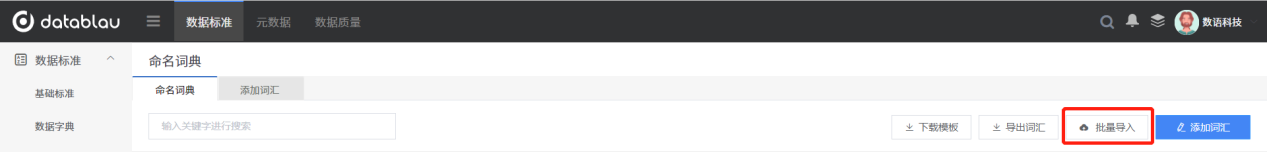 datablau 数据标准 元数据 数据质量 数语科技
数据标准 命名词典
基础标准 命名词典 添加词汇
数据字典 输入关键字进行搜索 下载模板 导出词汇 批量导入 添加词汇